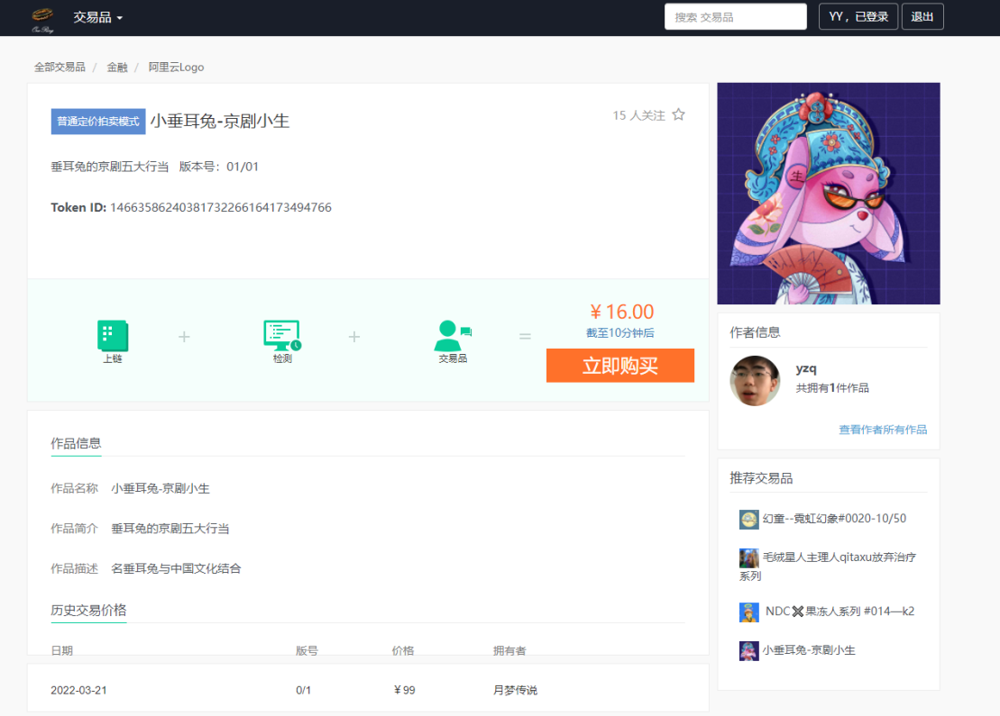 One Ring
交易品
搜索 交易品
YY，已登录
退出
全部交易品 / 金融 / 阿里云Logo
普通定价拍卖模式 小垂耳兔-京剧小生
15 人关注
垂耳兔的京剧五大行当 版本号：01/01
Token ID: 14663586240381732266164173494766
上链
+
检测
+
交易品
=
￥16.00
截至10分钟后
立即购买
生
作者信息
yzq
共拥有1件作品
查看作者所有作品
作品信息
作品名称 小垂耳兔-京剧小生
作品简介 垂耳兔的京剧五大行当
作品描述 名垂耳兔与中国文化结合
历史交易价格
日期 版号 价格 拥有者
2022-03-21 0/1 ￥99 月梦传说
推荐交易品
幻童--霓虹幻象#0020-10/50
毛绒星人主理人qitaxu放弃治疗
系列
NDC✖果冻人系列 #014—k2
小垂耳兔-京剧小生